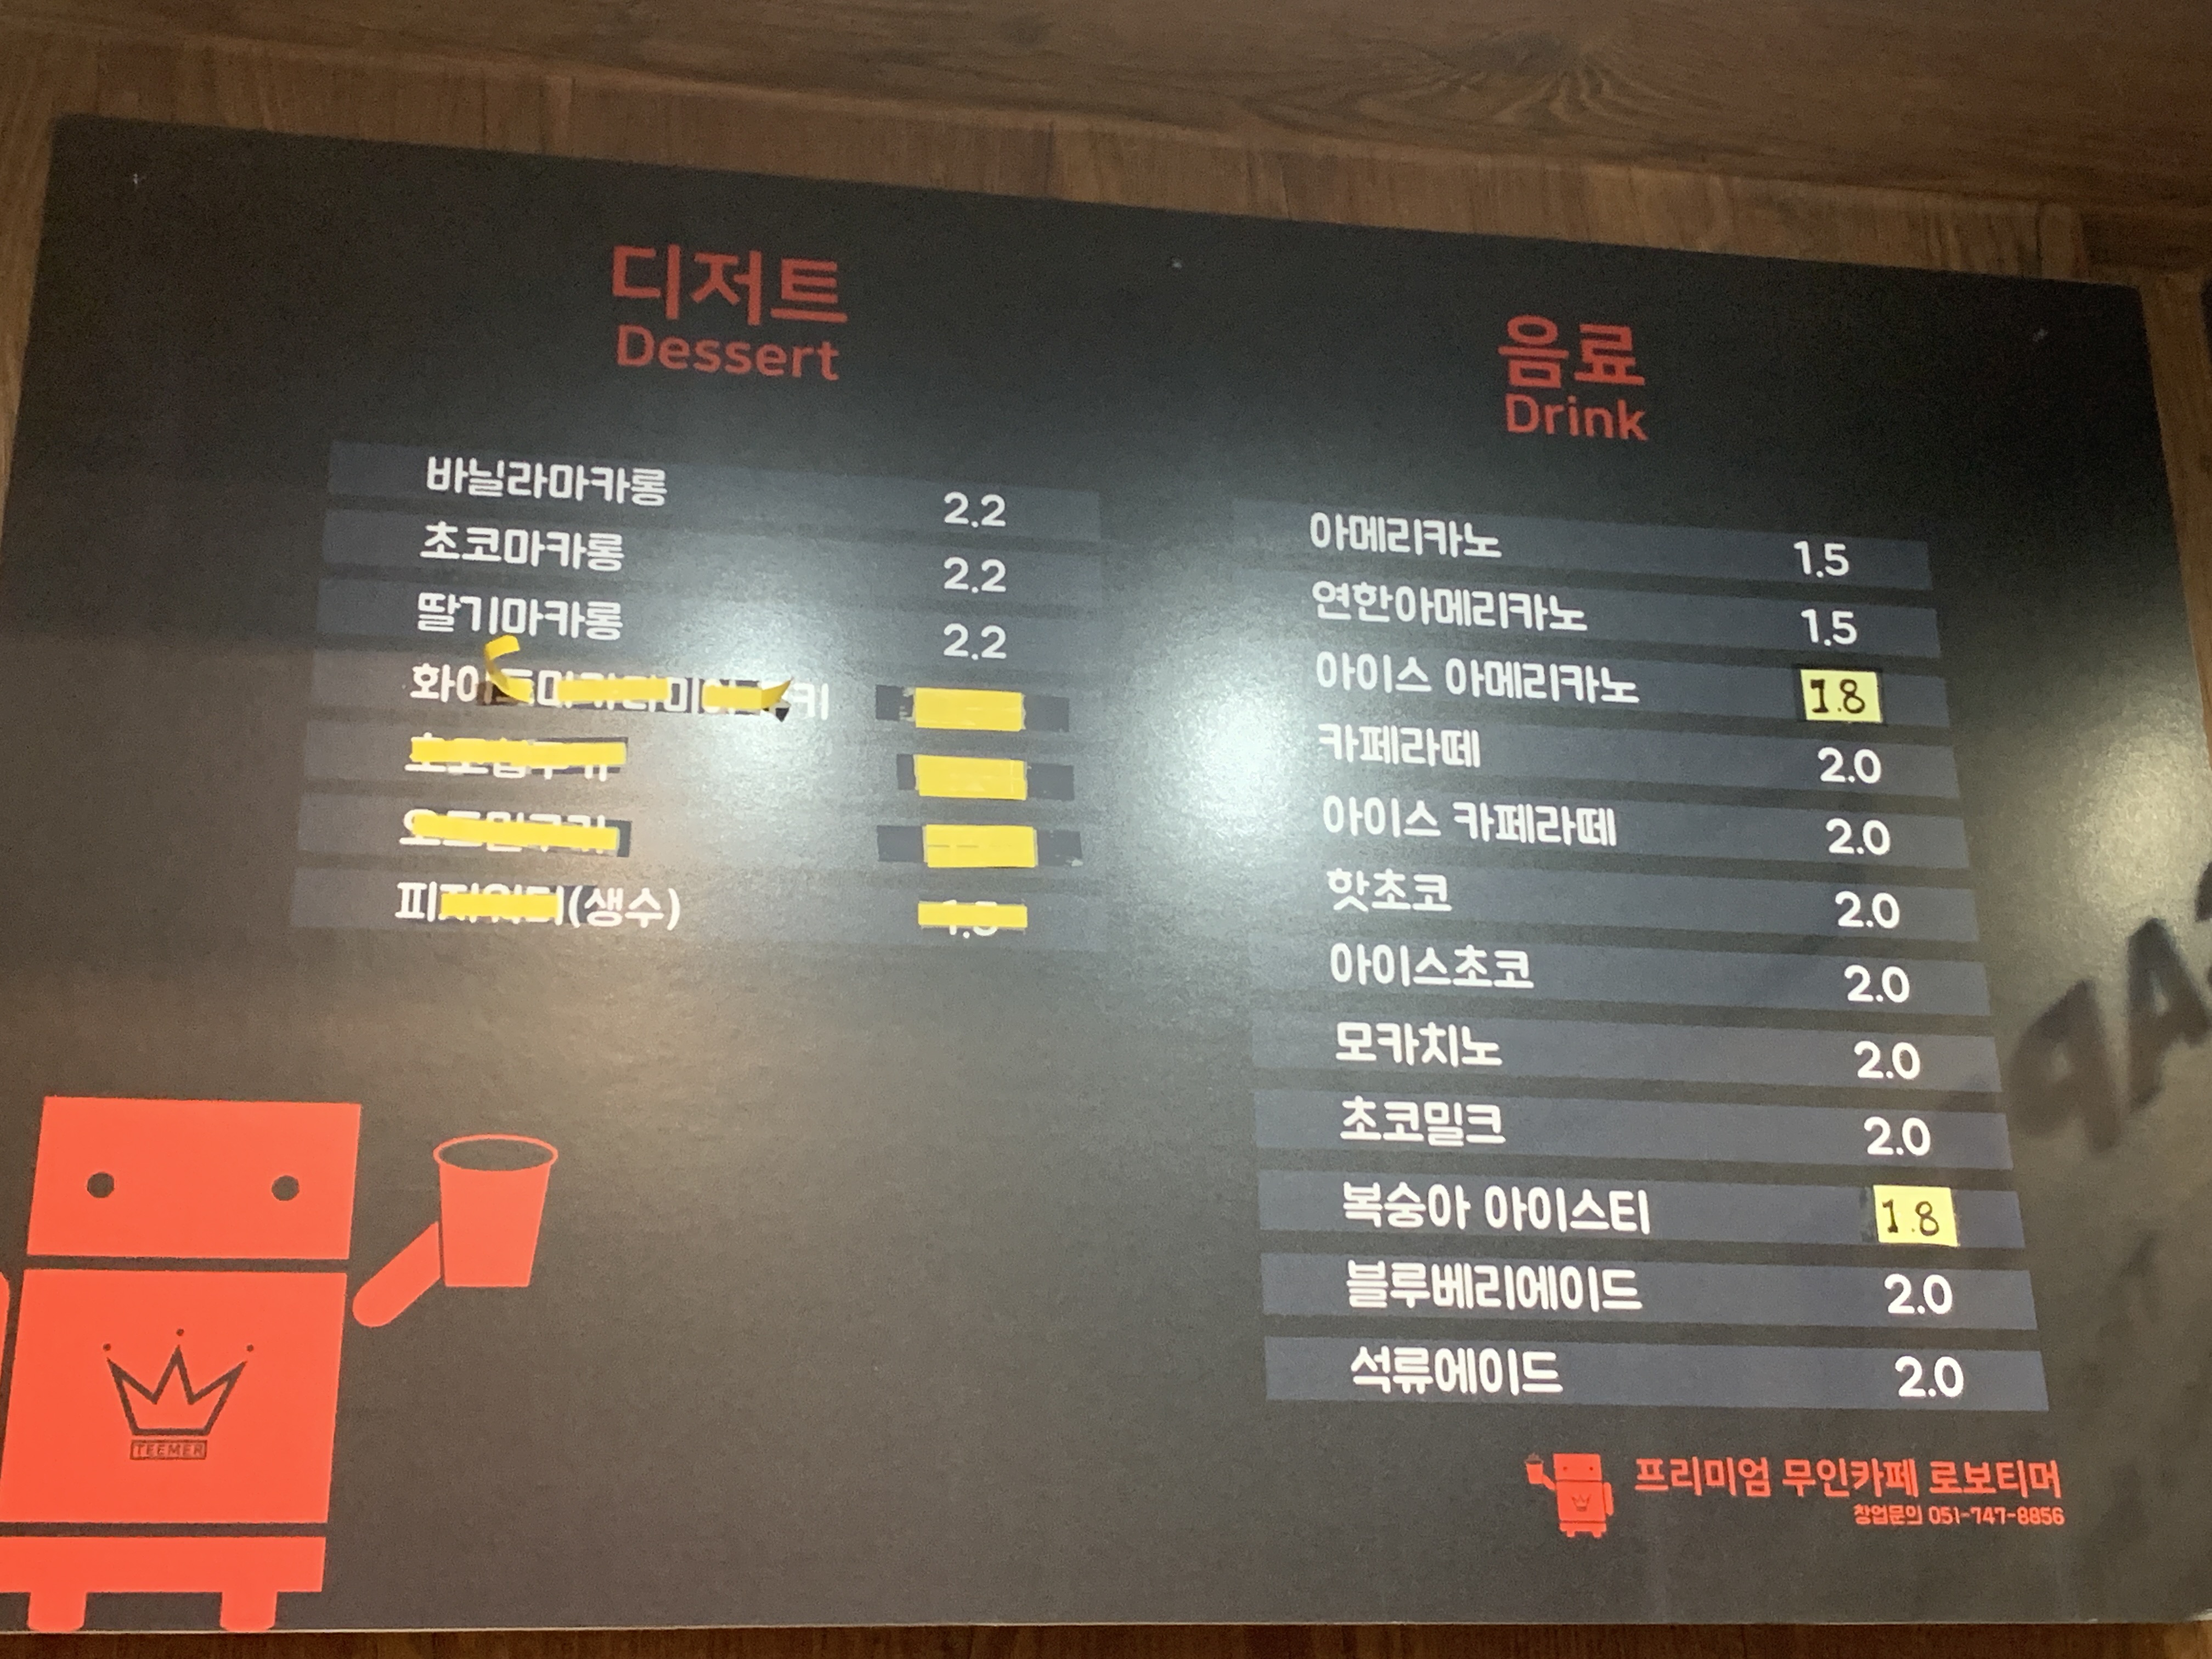 디저트
Dessert
바닐라마카롱 2.2
초코마카롱 2.2
딸기마카롱 2.2
(생수)
음료
Drink
아메리카노 1.5
연한아메리카노 1.5
아이스 아메리카노 1.8
카페라떼 2.0
아이스 카페라떼 2.0
핫초코 2.0
아이스초코 2.0
모카치노 2.0
초코밀크 2.0
복숭아 아이스티 1.8
블루베리에이드 2.0
석류에이드 2.0
TEEMER
프리미엄 무인카페 로보티머
창업문의 051-747-8856